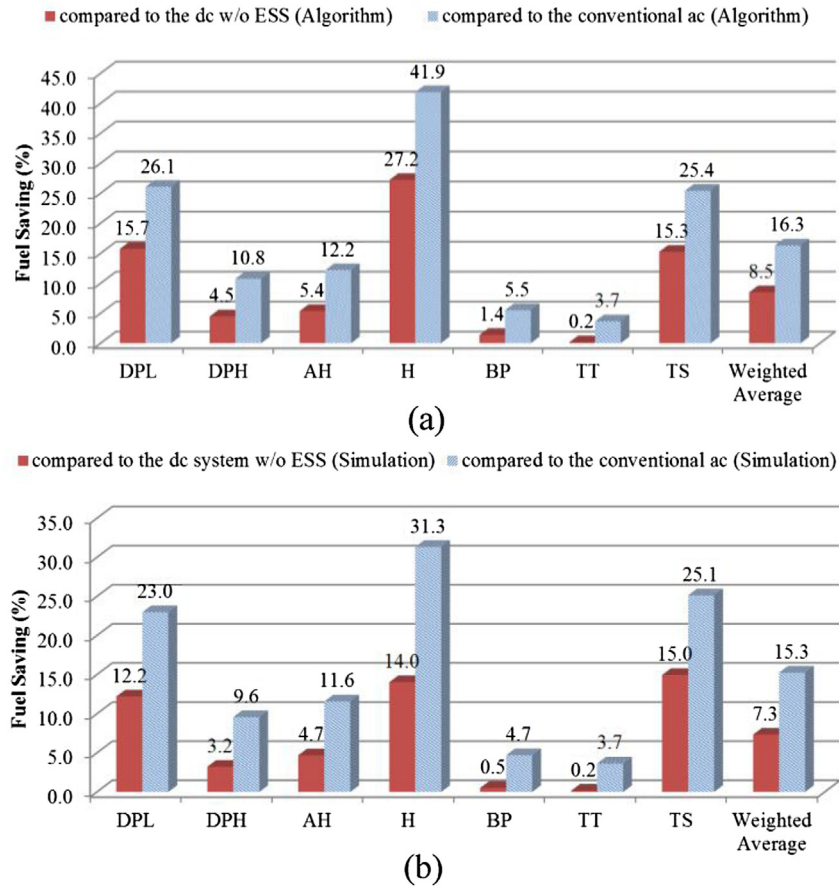 compared to the dc w/o ESS (Algorithm) compared to the conventional ac (Algorithm)
Fuel Saving (%)
45.0
40.0
35.0
30.0
25.0
20.0
15.0
10.0
5.0
0.0
15.7 26.1 4.5 10.8 5.4 12.2 27.2 41.9 1.4 5.5 0.2 3.7 15.3 25.4 8.5 16.3
DPL DPH AH H BP TT TS Weighted
Average
(a)
compared to the dc system w/o ESS (Simulation) compared to the conventional ac (Simulation)
Fuel Saving (%)
35.0
30.0
25.0
20.0
15.0
10.0
5.0
0.0
12.2 23.0 3.2 9.6 4.7 11.6 14.0 31.3 0.5 4.7 0.2 3.7 15.0 25.1 7.3 15.3
DPL DPH AH H BP TT TS Weighted
Average
(b)